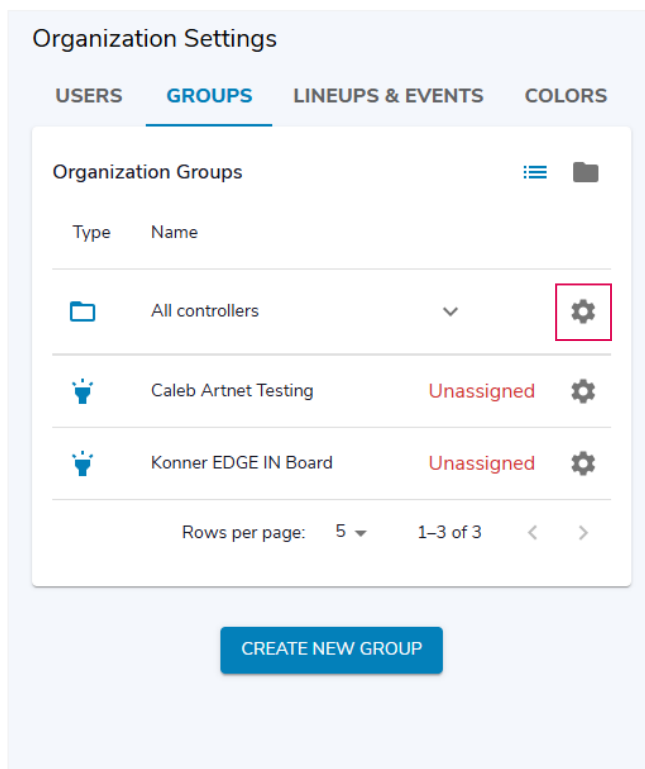 Organization Settings
USERS GROUPS LINEUPS & EVENTS COLORS
Organization Groups
Type Name
All controllers
Caleb Artnet Testing Unassigned
Konner EDGE IN Board Unassigned
Rows per page: 5 1–3 of 3
CREATE NEW GROUP